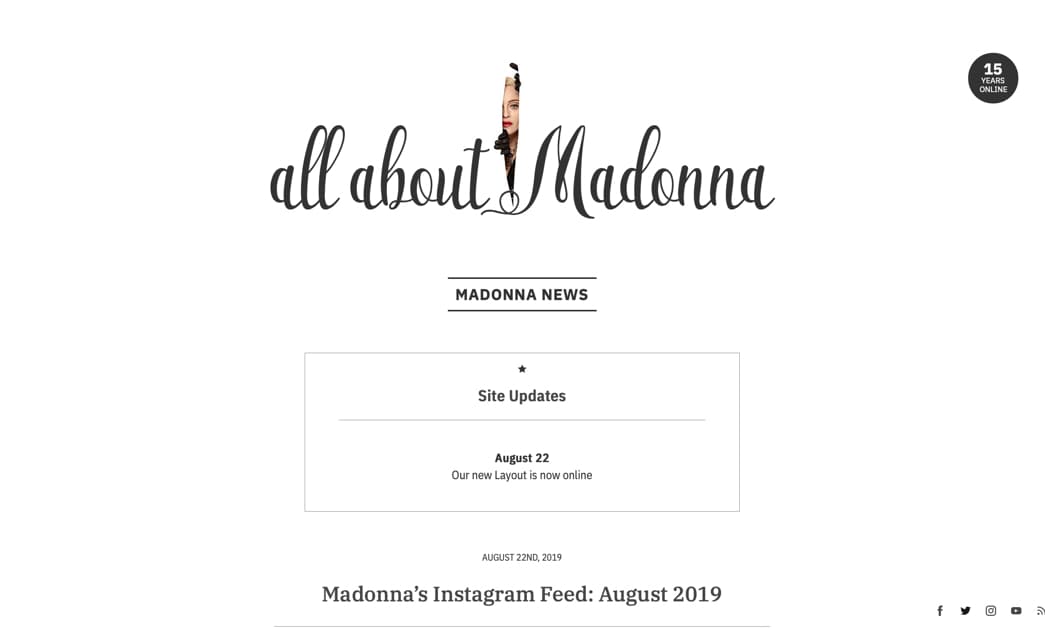 15
YEARS
ONLINE
all about Madonna
MADONNA NEWS
Site Updates
August 22
Our new Layout is now online
AUGUST 22ND, 2019
Madonna’s Instagram Feed: August 2019